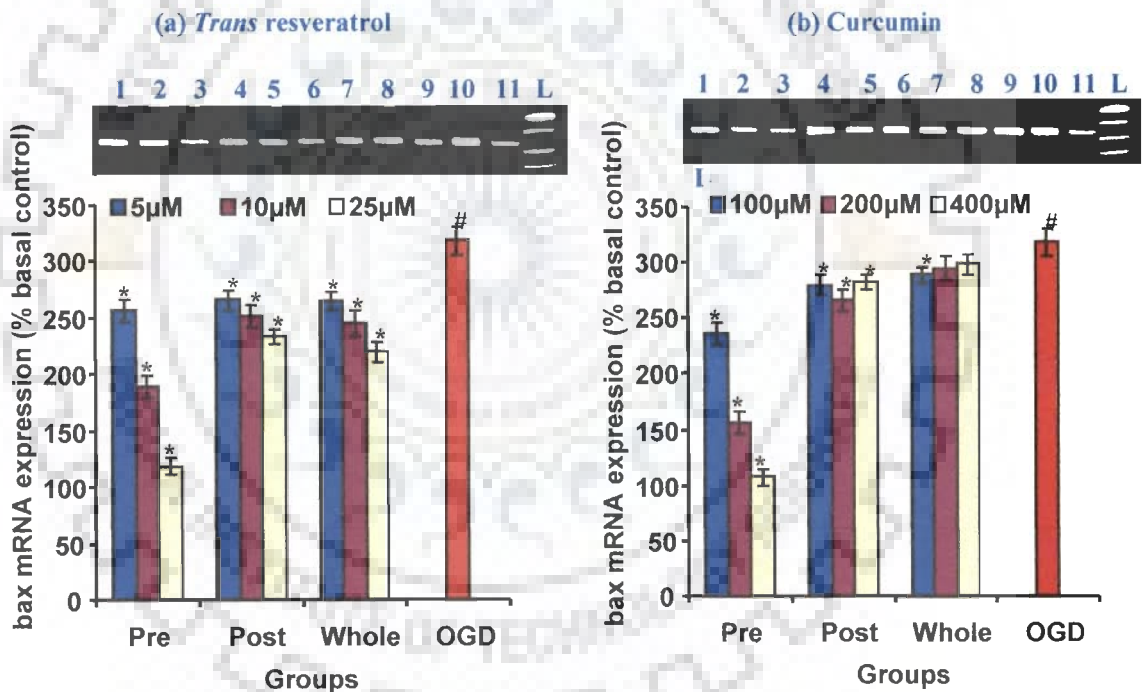 (a) Trans resveratrol
1 2 3 4 5 6 7 8 9 10 11 L
bax mRNA expression (% basal control)
5µM 10µM 25µM
350
300
250
200
150
100
50
0
* * *
* * *
* * *
#
Pre Post Whole OGD
Groups
(b) Curcumin
1 2 3 4 5 6 7 8 9 10 11 L
bax mRNA expression (% basal control)
100µM 200µM 400µM
350
300
250
200
150
100
50
0
* * *
* * *
*
#
Pre Post Whole OGD
Groups